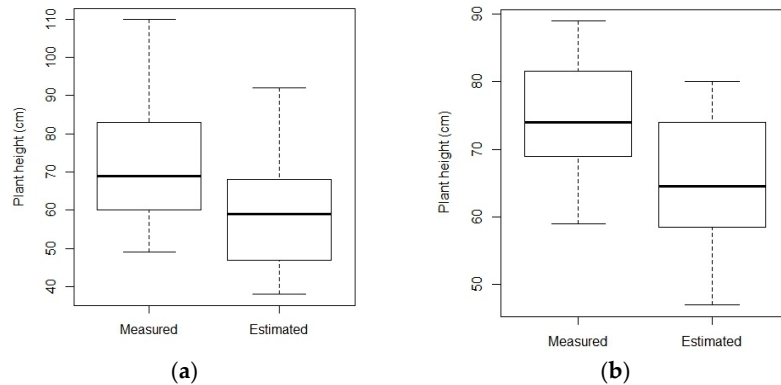 Plant height (cm)
110
100
90
80
70
60
50
40
Measured
Estimated
(a)
Plant height (cm)
90
80
70
60
50
Measured
Estimated
(b)